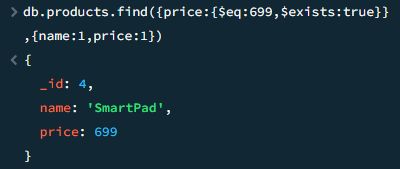 > db.products.find({price:{$eq:699,$exists:true}}
,{name:1,price:1})
< {
_id: 4,
name: 'SmartPad',
price: 699
}